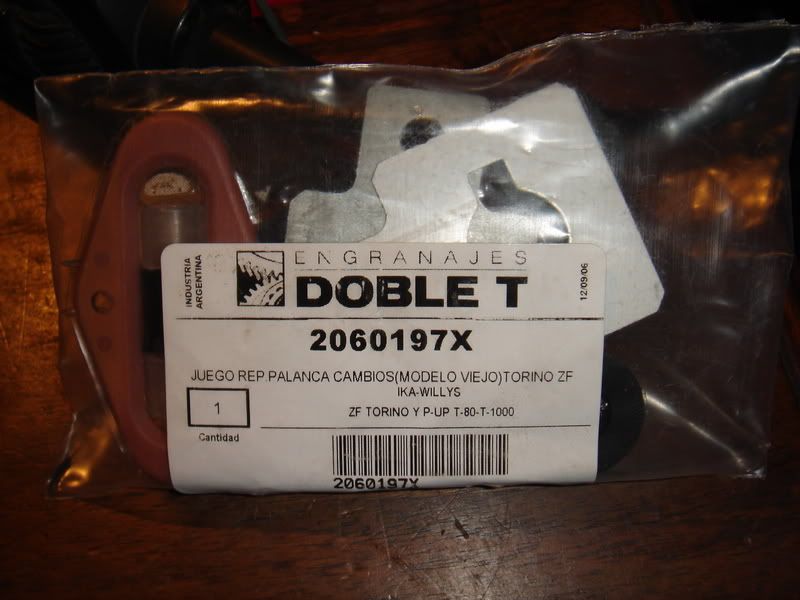 INDUSTRIA
ARGENTINA
ENGRANAJES
DOBLE T
12/09/06
2060197X
JUEGO REP.PALANCA CAMBIOS(MODELO VIEJO)TORINO ZF
IKA-WILLYS
1
ZF TORINO Y P-UP T-80-T-1000
Cantidad
2060197X